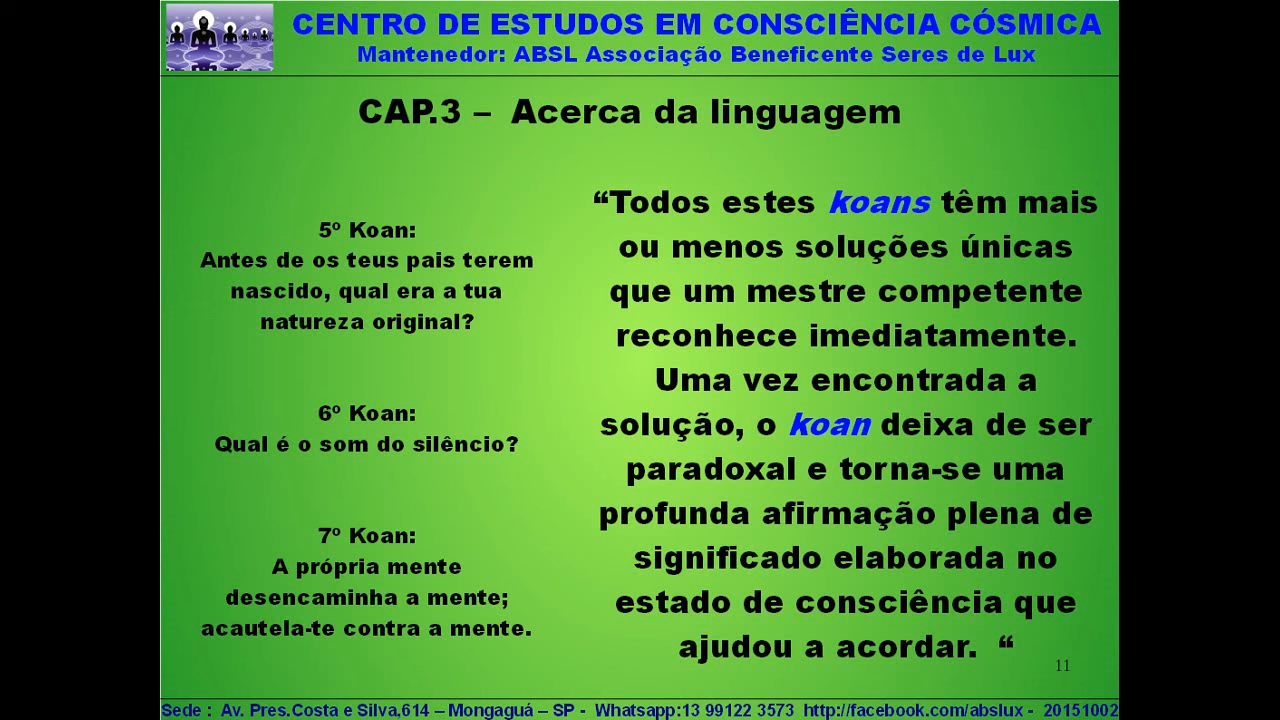 CENTRO DE ESTUDOS EM CONSCIÊNCIA CÓSMICA
Mantenedor: ABSL Associação Beneficente Seres de Lux
CAP.3 – Acerca da linguagem
5º Koan:
Antes de os teus pais terem
nascido, qual era a tua
natureza original?
6º Koan:
Qual é o som do silêncio?
7º Koan:
A própria mente
desencaminha a mente;
acautela-te contra a mente.
“Todos estes koans têm mais
ou menos soluções únicas
que um mestre competente
reconhece imediatamente.
Uma vez encontrada a
solução, o koan deixa de ser
paradoxal e torna-se uma
profunda afirmação plena de
significado elaborada no
estado de consciência que
ajudou a acordar. “
11
Sede : Av. Pres.Costa e Silva,614 – Mongaguá – SP - Whatsapp:13 99122 3573 http://facebook.com/abslux - 20151002